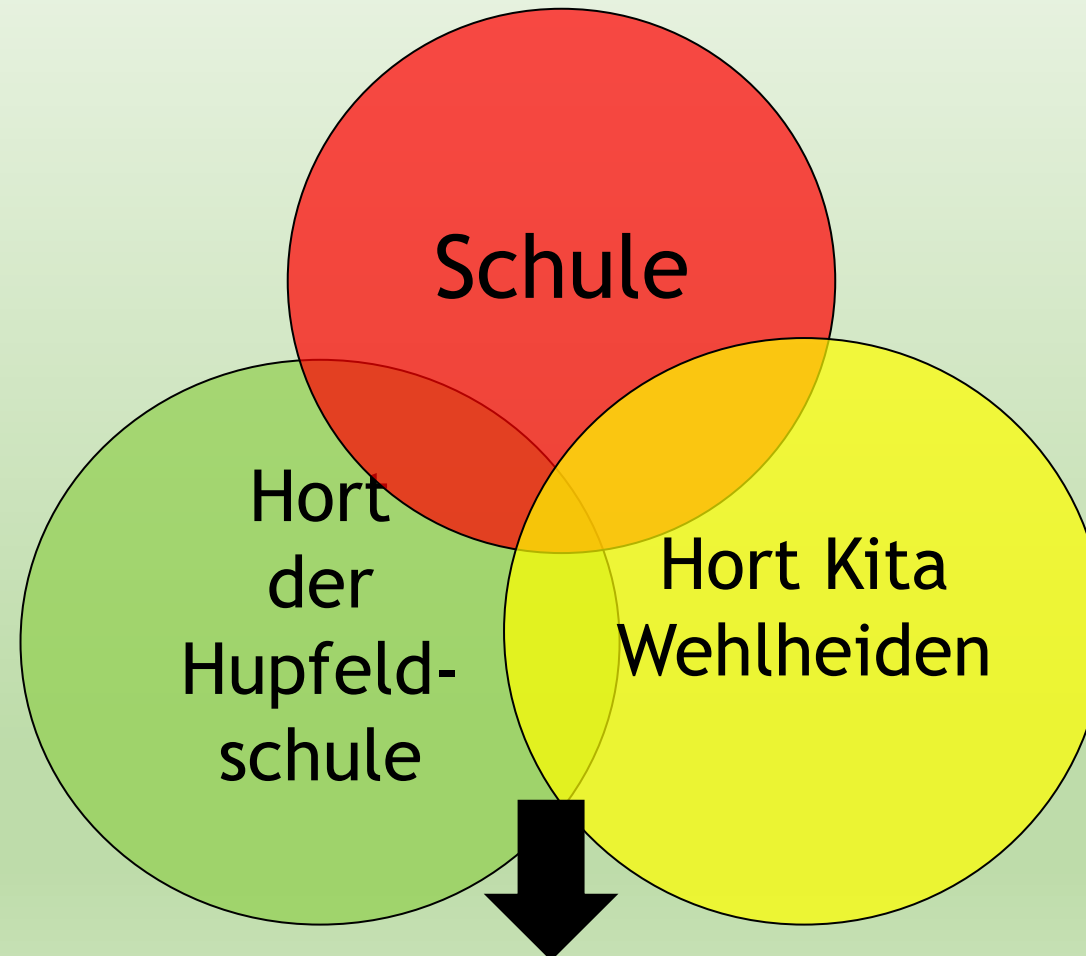 Schule
Hort
der
Hupfeld-
schule
Hort Kita
Wehlheiden